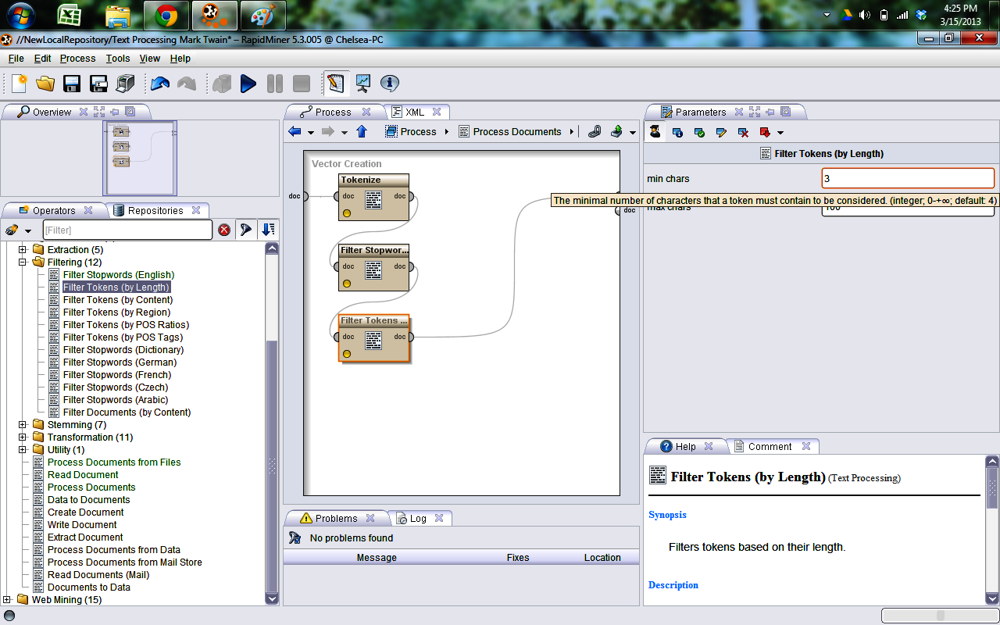 4:25 PM
3/15/2013
//NewLocalRepository/Text Processing Mark Twain* – RapidMiner 5.3.005 @ Chelsea-PC
File Edit Process Tools View Help
Overview
Operators
Repositories
[Filter]
Extraction (5)
Filtering (12)
Filter Stopwords (English)
Filter Tokens (by Length)
Filter Tokens (by Content)
Filter Tokens (by Region)
Filter Tokens (by POS Ratios)
Filter Tokens (by POS Tags)
Filter Stopwords (Dictionary)
Filter Stopwords (German)
Filter Stopwords (French)
Filter Stopwords (Czech)
Filter Stopwords (Arabic)
Filter Documents (by Content)
Stemming (7)
Transformation (11)
Utility (1)
Process Documents from Files
Read Document
Process Documents
Data to Documents
Create Document
Write Document
Extract Document
Process Documents from Data
Process Documents from Mail Store
Read Documents (Mail)
Documents to Data
Web Mining (15)
Process
XML
Process
Process Documents
Vector Creation
doc
Tokenize
doc doc
Filter Stopwor...
doc doc
Filter Tokens ...
doc doc
doc
Problems
Log
No problems found
Message Fixes Location
Parameters
Filter Tokens (by Length)
min chars 3
The minimal number of characters that a token must contain to be considered. (integer; 0-+∞; default: 4)
Help
Comment
Filter Tokens (by Length) (Text Processing)
Synopsis
Filters tokens based on their length.
Description